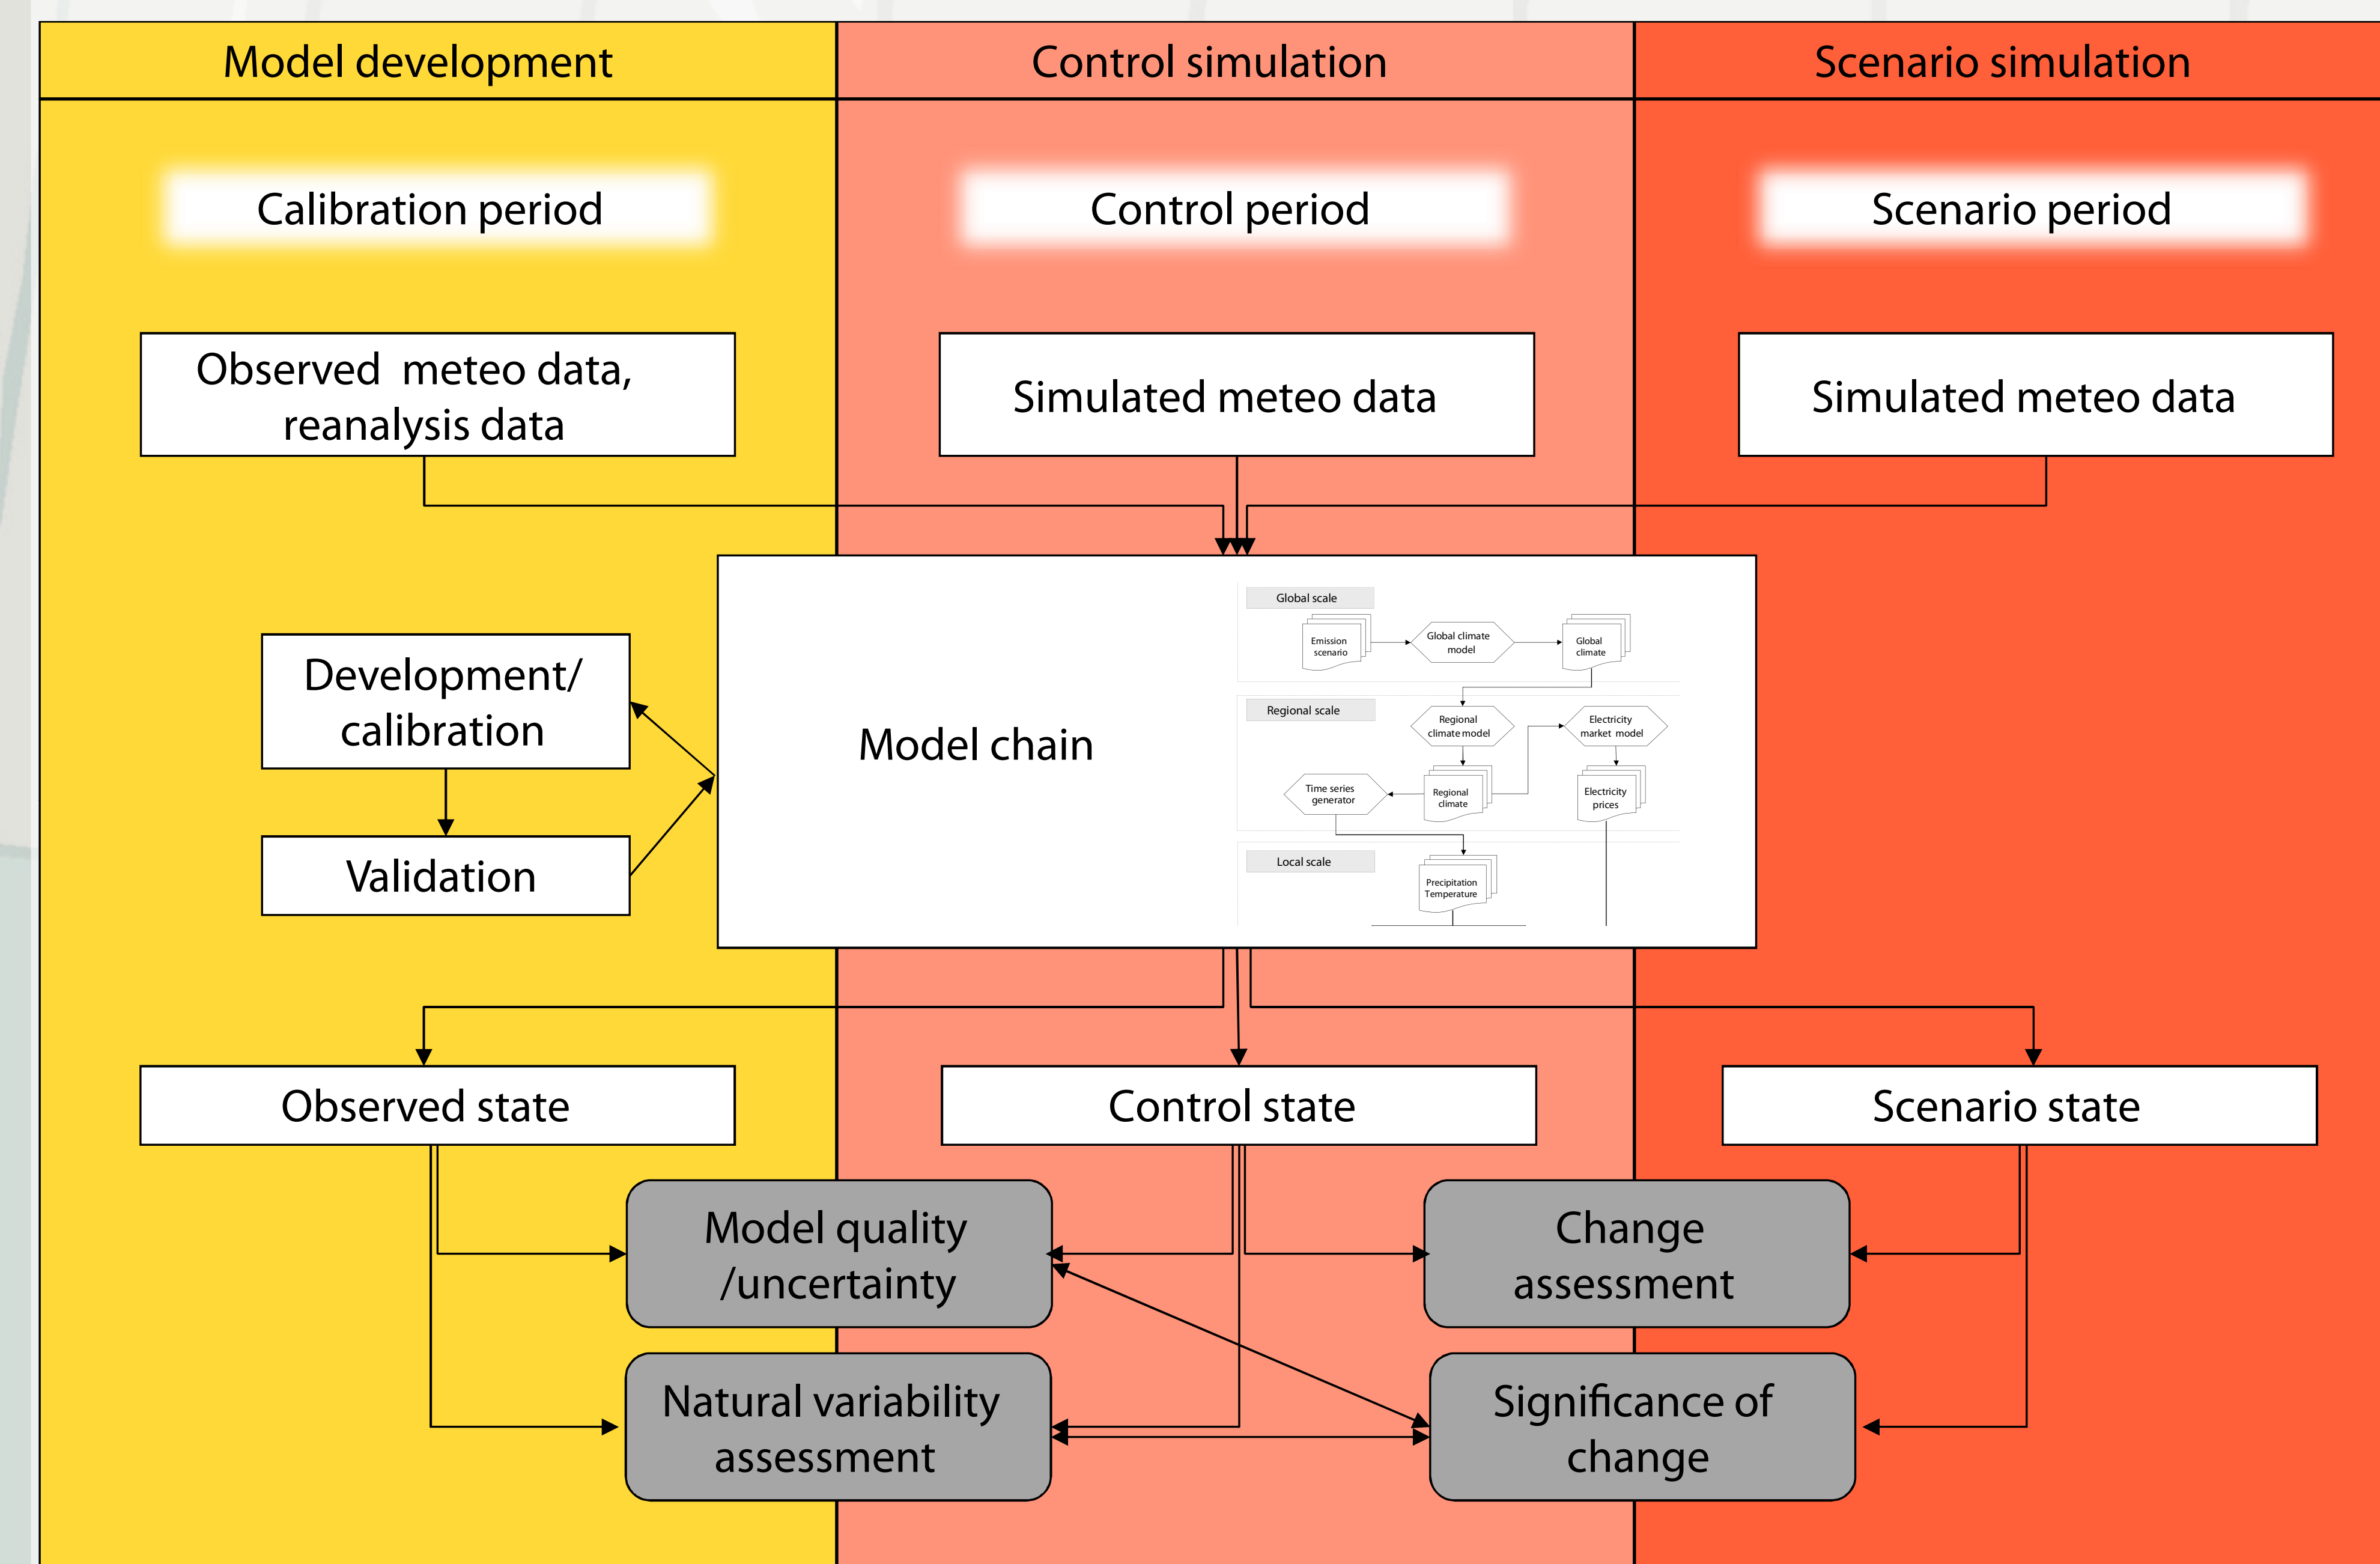 Model development
Control simulation
Scenario simulation
Calibration period
Control period
Scenario period
Observed  meteo data,
reanalysis data
Simulated meteo data
Simulated meteo data
Development/
calibration
Validation
Model chain
Global scale
Emission
scenario
Global climate
model
Global
climate
Regional scale
Regional
climate model
Electricity
market  model
Time series
generator
Regional
climate
Electricity
prices
Local scale
Precipitation
Temperature
Observed state
Control state
Scenario state
Model quality
/uncertainty
Change
assessment
Natural variability
assessment
Significance of
change